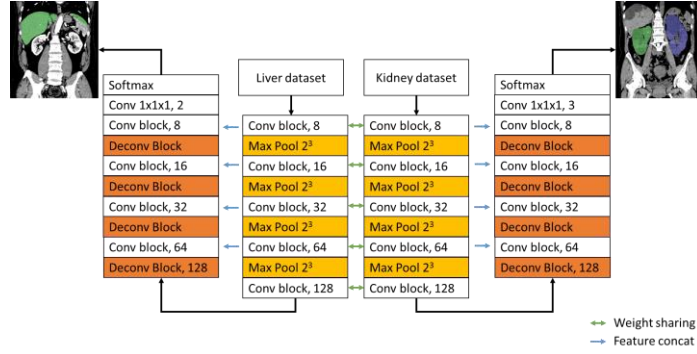 Softmax
Conv 1x1x1, 2
Conv block, 8
Deconv Block
Conv block, 16
Deconv Block
Conv block, 32
Deconv Block
Conv block, 64
Deconv Block, 128
Liver dataset
Conv block, 8
Max Pool 2³
Conv block, 16
Max Pool 2³
Conv block, 32
Max Pool 2³
Conv block, 64
Max Pool 2³
Conv block, 128
Kidney dataset
Conv block, 8
Max Pool 2³
Conv block, 16
Max Pool 2³
Conv block, 32
Max Pool 2³
Conv block, 64
Max Pool 2³
Conv block, 128
Softmax
Conv 1x1x1, 3
Conv block, 8
Deconv Block
Conv block, 16
Deconv Block
Conv block, 32
Deconv Block
Conv block, 64
Deconv Block, 128
Weight sharing
Feature concat